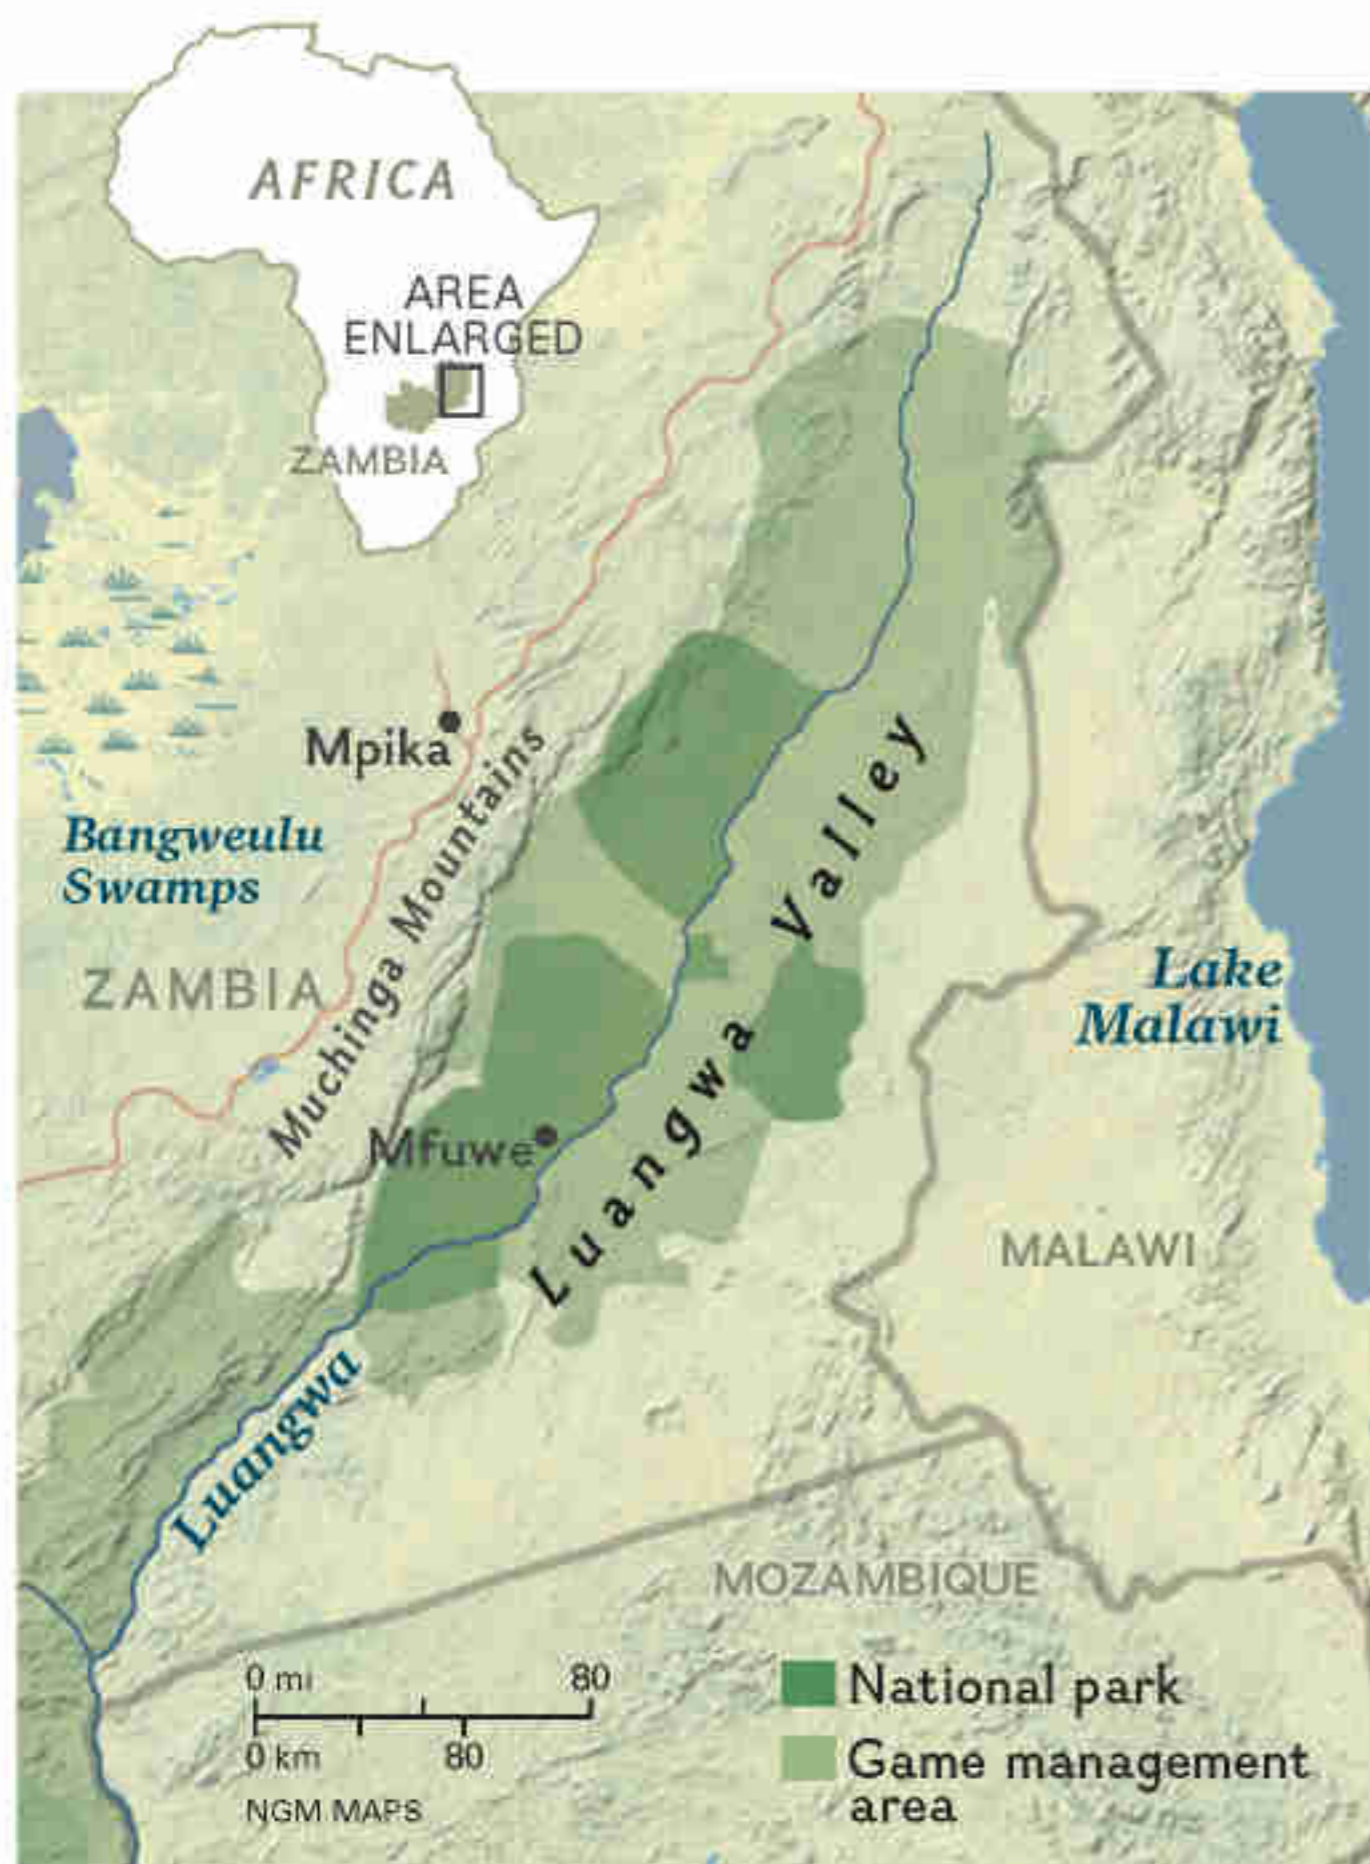 AFRICA
AREA
ENLARGED
ZAMBIA
Mpika
Muchinga Mountains
Bangweulu
Swamps
ZAMBIA
Luangwa Valley
Lake
Malawi
Mfuwe
MALAWI
Luangwa
MOZAMBIQUE
0 mi 80
0 km 80
NGM MAPS
National park
Game management
area